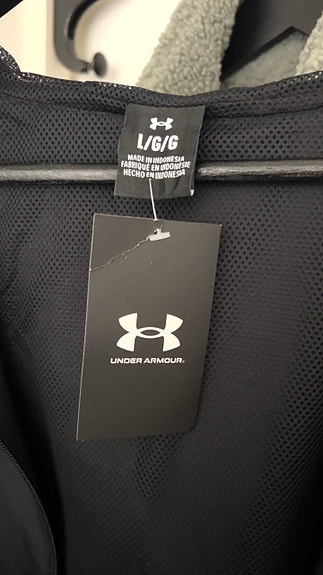 L/G/G
MADE IN INDONESIA
FABRIQUÉ EN INDONÉSIE
HECHO EN INDONESIA
UNDER ARMOUR.